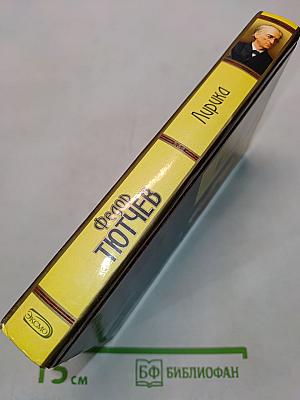 Лирика
Федор
ТЮТЧЕВ
ЭКСМО
15 см
БФ БИБЛИОФАН